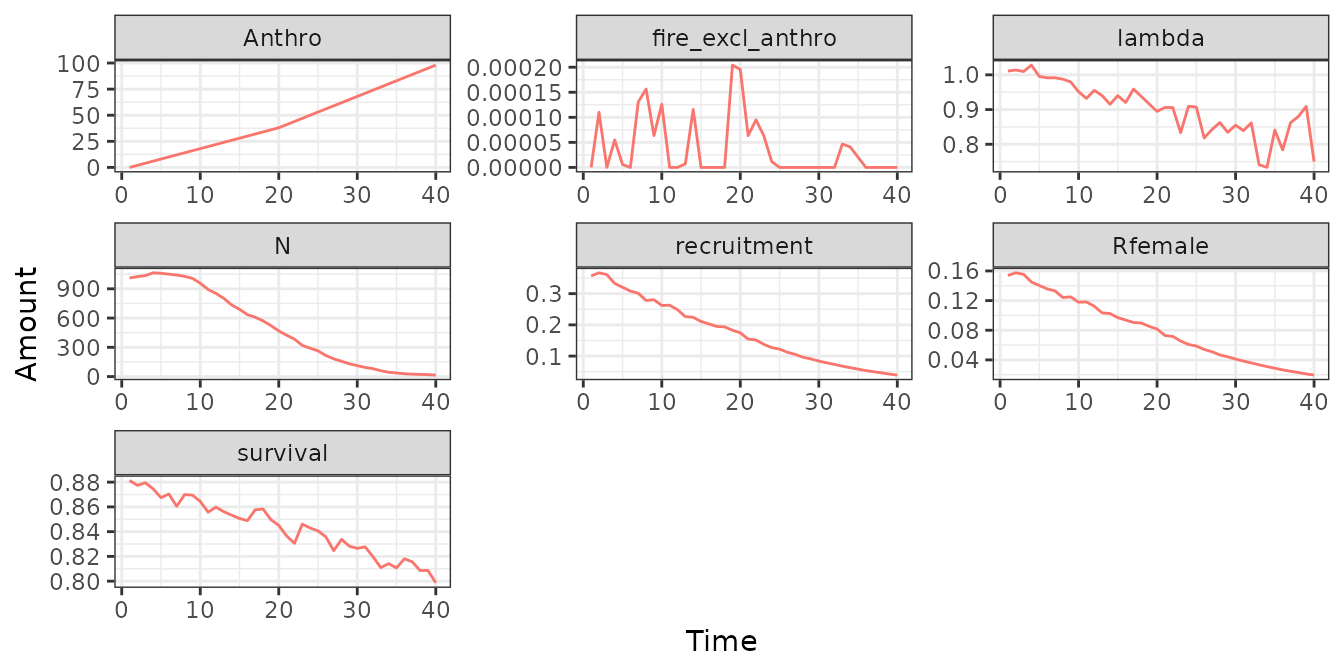 Anthro
fire_excl_anthro
lambda
100
75
50
25
0
0 10 20 30 40
0.00020
0.00015
0.00010
0.00005
0.00000
0 10 20 30 40
1.0
0.9
0.8
0 10 20 30 40
N
recruitment
Rfemale
900
600
300
0
0 10 20 30 40
0.3
0.2
0.1
0 10 20 30 40
0.16
0.12
0.08
0.04
0 10 20 30 40
Amount
survival
0.88
0.86
0.84
0.82
0.80
0 10 20 30 40
Time